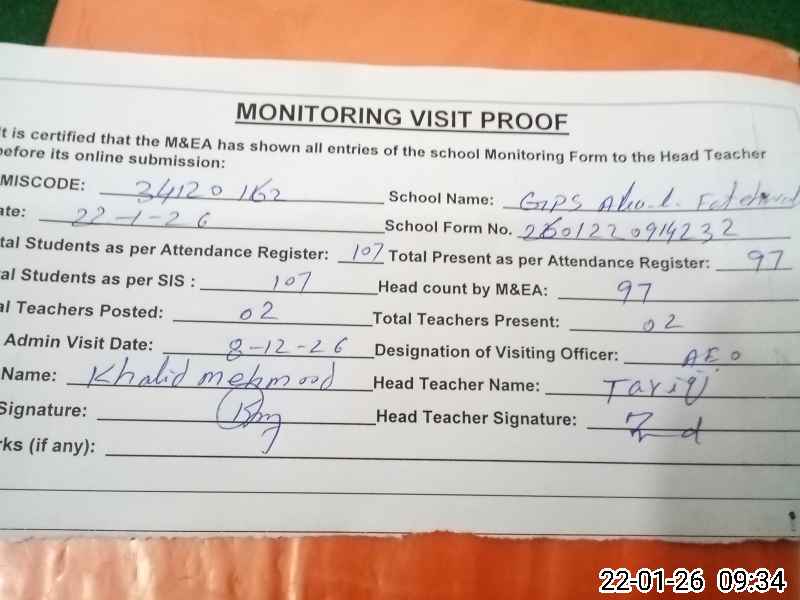 MONITORING VISIT PROOF
It is certified that the M&EA has shown all entries of the school Monitoring Form to the Head Teacher
before its online submission:
MISCODE: 34120162 School Name: GPS
ate: 22-1-26 School Form No. 2601220914232
tal Students as per Attendance Register: 107 Total Present as per Attendance Register: 97
tal Students as per SIS : 107 Head count by M&EA: 97
al Teachers Posted: 02 Total Teachers Present: 02
Admin Visit Date: 8-12-26 Designation of Visiting Officer: AEO
Name: Khalid mehmood Head Teacher Name: Tariq
Signature: Head Teacher Signature:
rks (if any):
22-01-26 09:34